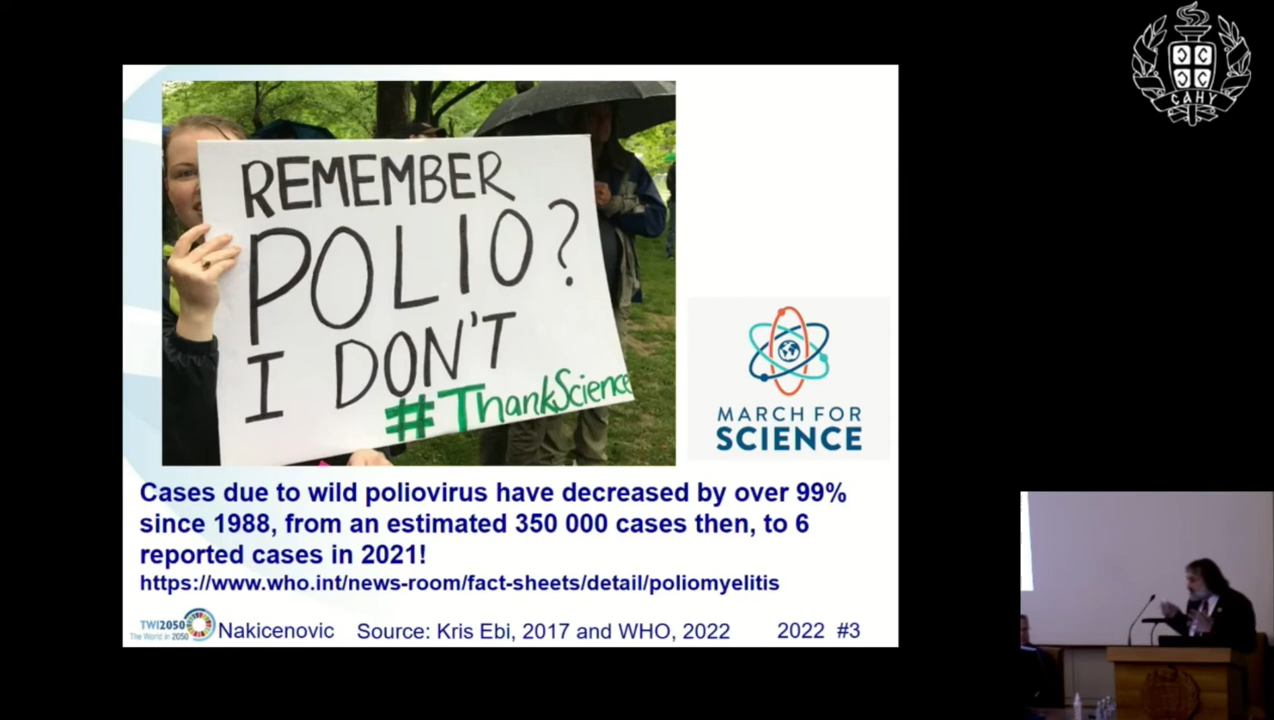 REMEMBER
POLIO?
I DON'T
#ThankScience
MARCH FOR
SCIENCE
Cases due to wild poliovirus have decreased by over 99%
since 1988, from an estimated 350 000 cases then, to 6
reported cases in 2021!
https://www.who.int/news-room/fact-sheets/detail/poliomyelitis
TWI2050
The World in 2050
Nakicenovic
Source: Kris Ebi, 2017 and WHO, 2022
2022 #3
САНУ